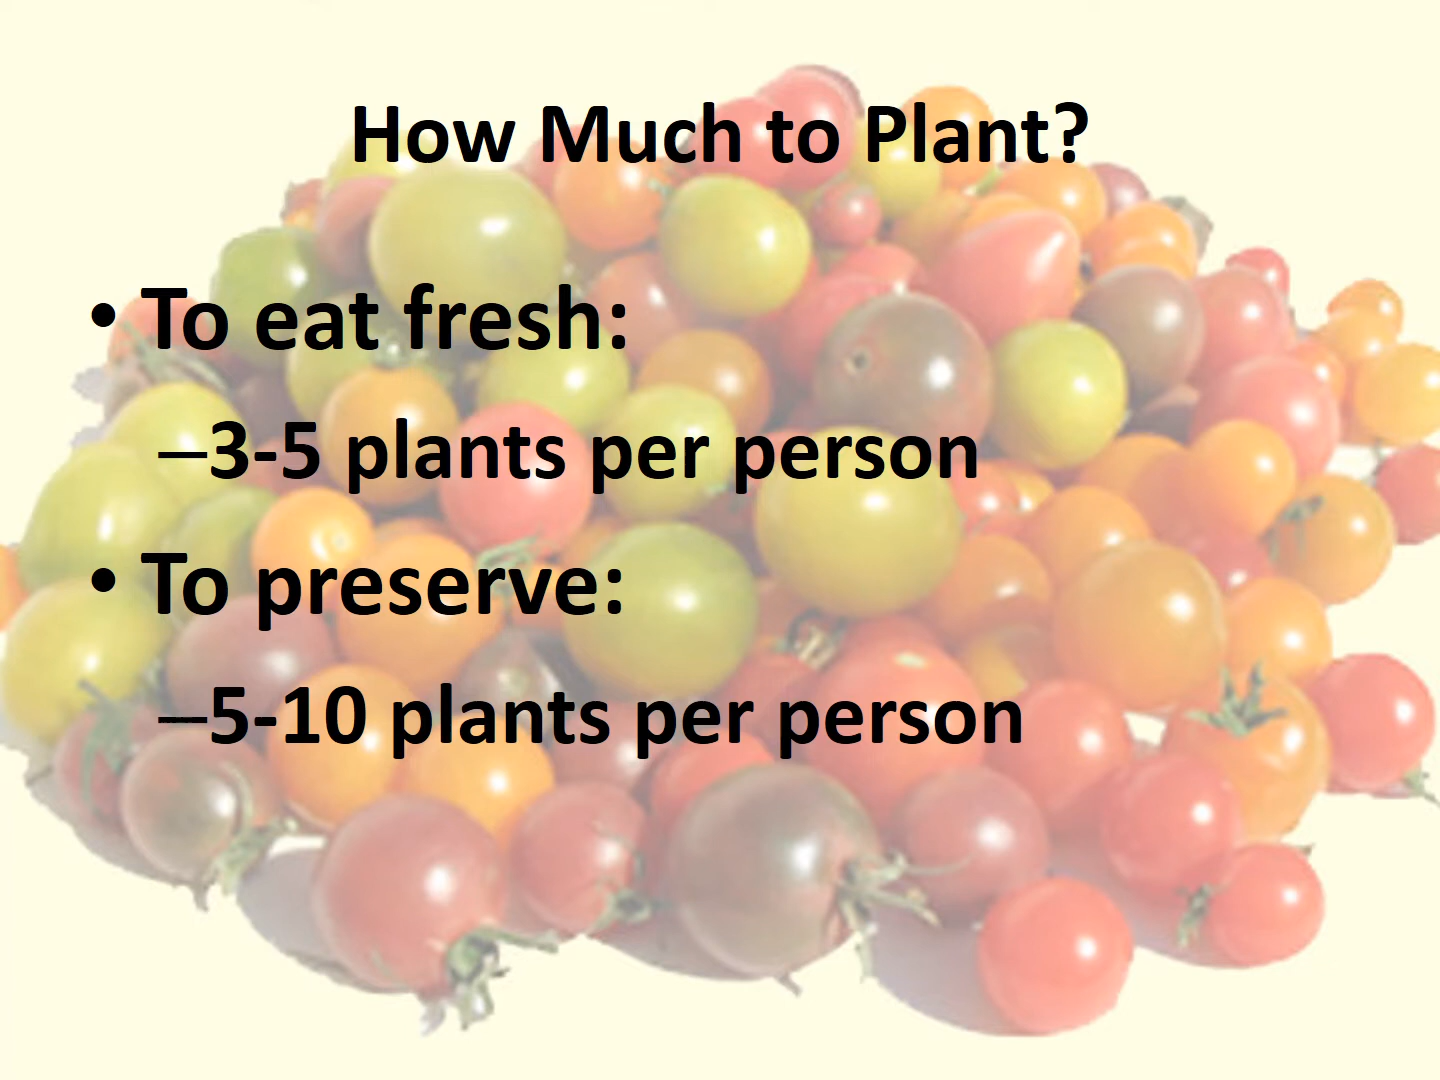 How Much to Plant?
• To eat fresh:
–3-5 plants per person
• To preserve:
–5-10 plants per person